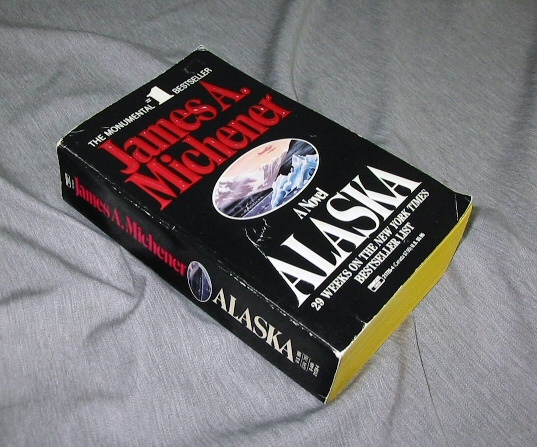 THE MONUMENTAL #1 BESTSELLER
James A.
Michener
A Novel
ALASKA
29 WEEKS ON THE NEW YORK TIMES
BESTSELLER LIST
James A. Michener
ALASKA